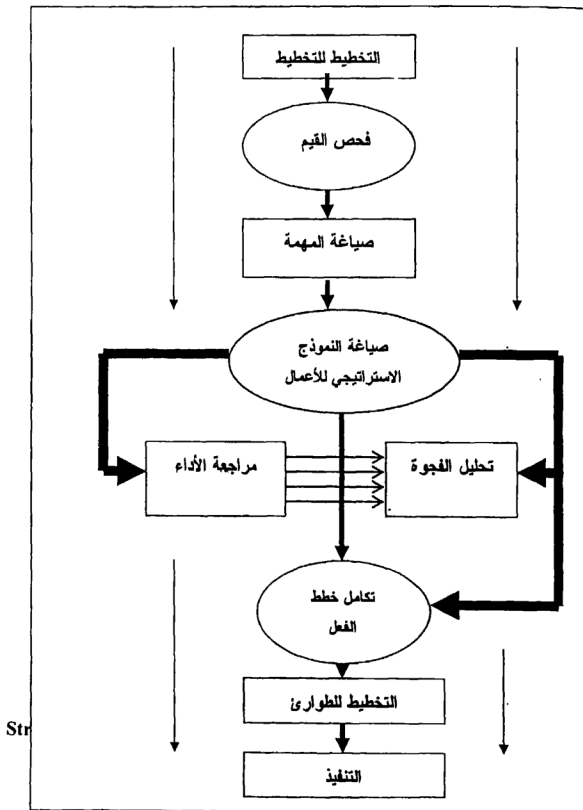 التخطيط للتخطيط
فحص القيم
صياغة المهمة
صياغة النموذج
الاستراتيجي للأعمال
مراجعة الأداء
تحليل الفجوة
تكامل خطط
الفعل
التخطيط للطوارئ
Str
التنفيذ